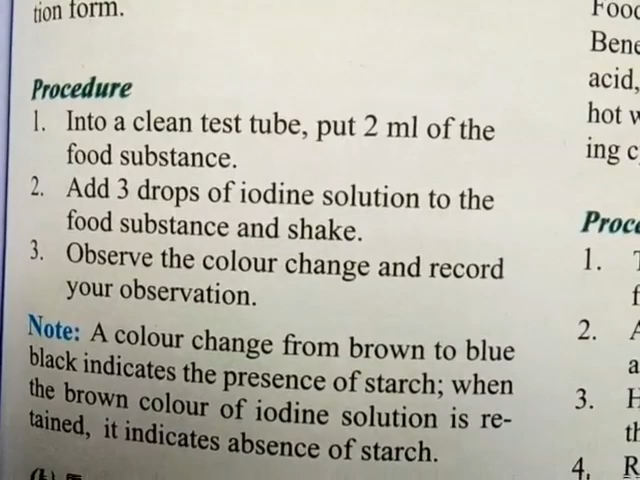 tion form.
Procedure
1. Into a clean test tube, put 2 ml of the
food substance.
2. Add 3 drops of iodine solution to the
food substance and shake.
3. Observe the colour change and record
your observation.
Note: A colour change from brown to blue
black indicates the presence of starch; when
the brown colour of iodine solution is re-
tained, it indicates absence of starch.
(b)
Bene
acid,
hot w
ing c
Proce
1. T
f
2. A
a
3. H
th
4. R